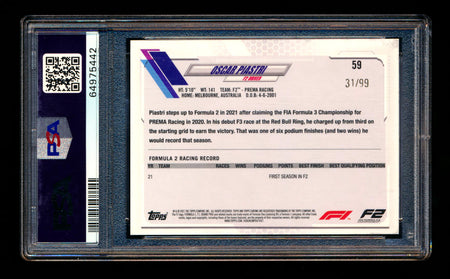 64975442
PSA
OSCAR PIASTRI
F2 DRIVER
59
31/99
HT: 5'10" WT: 141 TEAM: F2™ - PREMA RACING
HOME: MELBOURNE, AUSTRALIA D.O.B: 4-6-2001
Piastri steps up to Formula 2 in 2021 after claiming the FIA Formula 3 Championship for
PREMA Racing in 2020. In his debut F3 race at the Red Bull Ring, he charged up from third on
the starting grid to earn the victory. That was one of six podium finishes (and two wins) he
would record that season.
FORMULA 2 RACING RECORD
YR TEAM RACES WINS PODIUMS POINTS BEST FINISH BEST QUALIFYING POSITION
21 FIRST SEASON IN F2
Topps
F1
F2